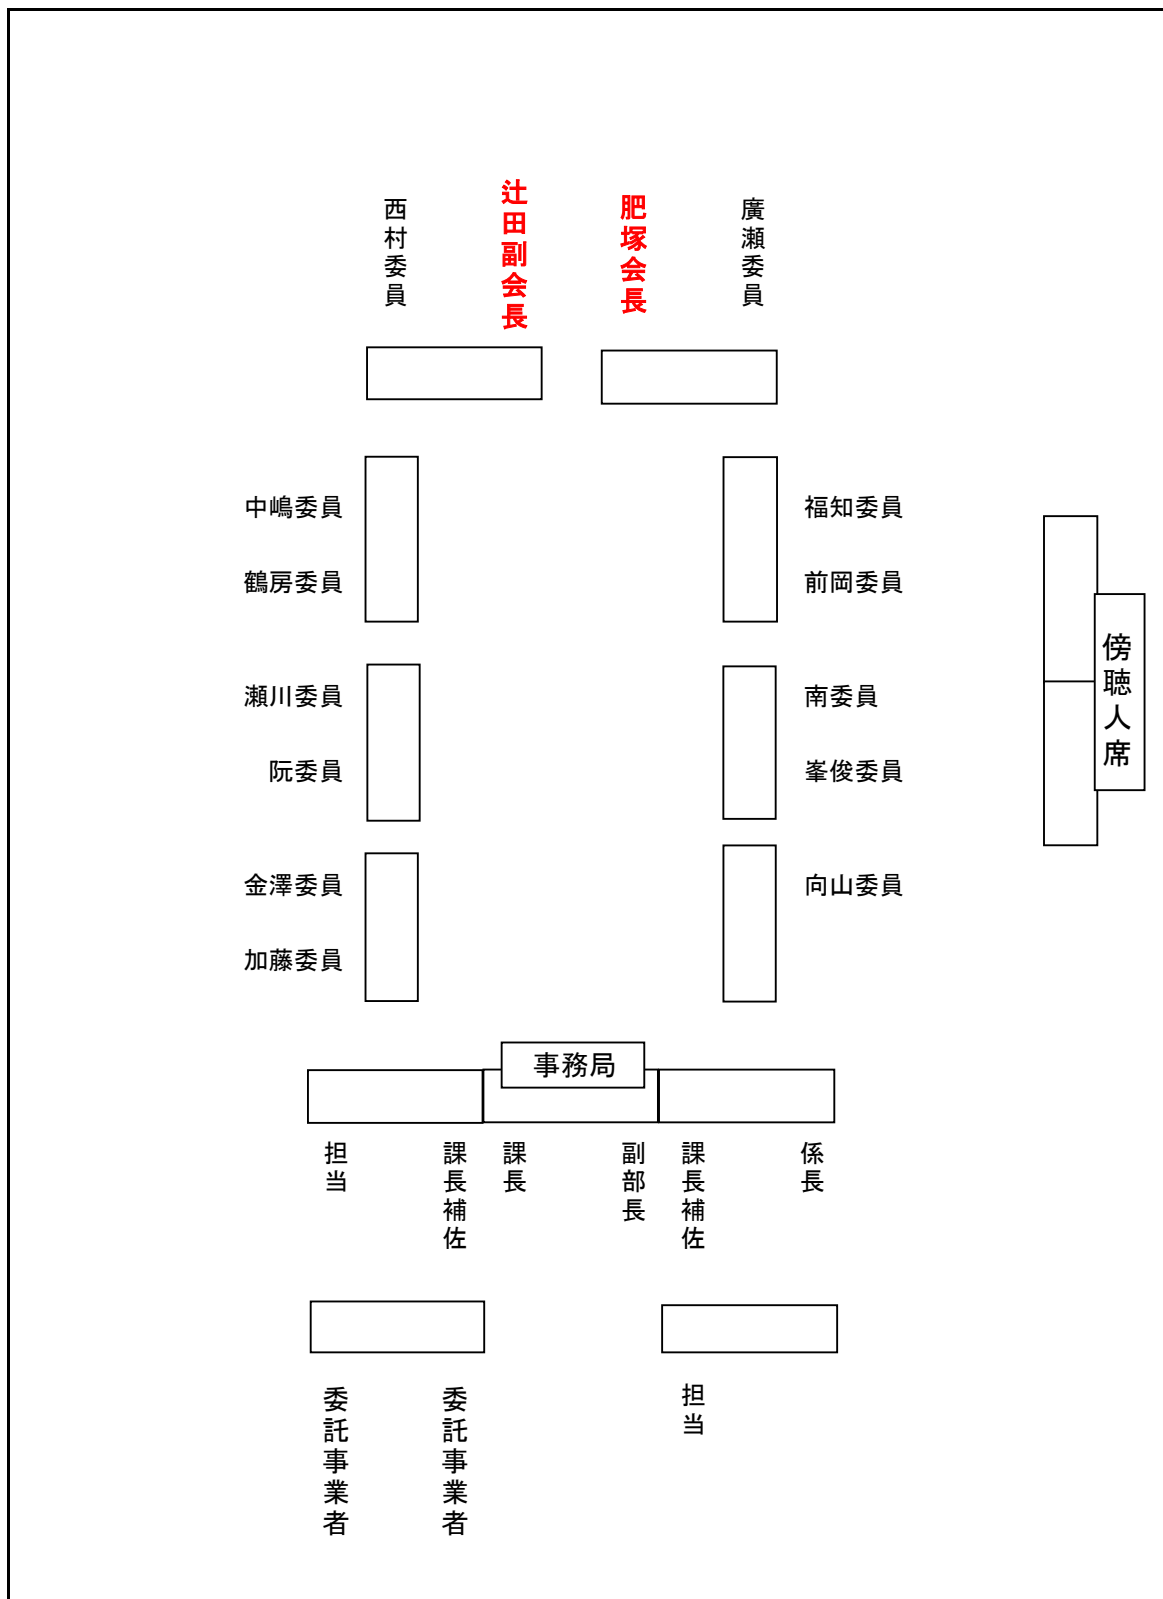 西村委員
辻田副会長
肥塚会長
廣瀬委員
中嶋委員
福知委員
鶴房委員
前岡委員
傍聴人席
瀬川委員
南委員
阮委員
峯俊委員
金澤委員
向山委員
加藤委員
事務局
担当
課長補佐
課長
副部長
課長補佐
係長
委託事業者
委託事業者
担当